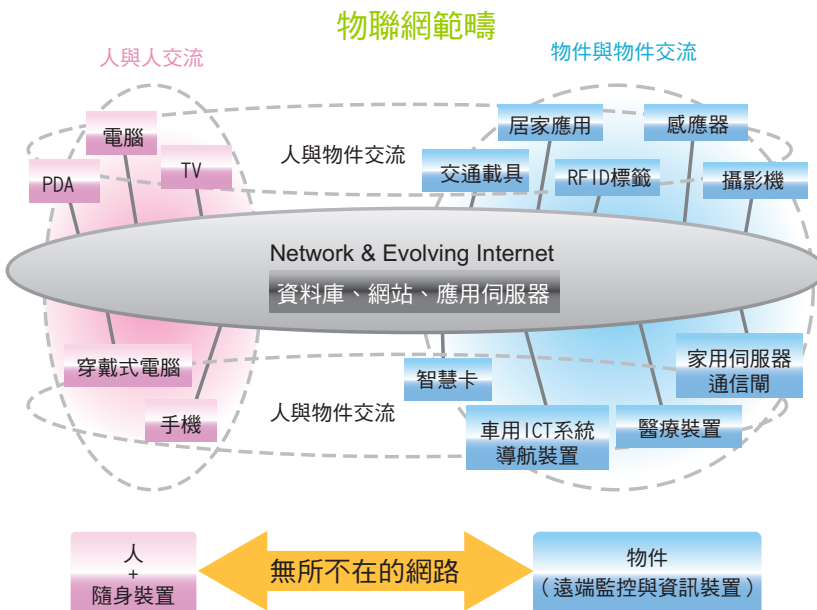 物聯網範疇
人與人交流
物件與物件交流
電腦
居家應用
感應器
人與物件交流
PDA
TV
交通載具
RFID標籤
攝影機
Network & Evolving Internet
資料庫、網站、應用伺服器
穿戴式電腦
智慧卡
家用伺服器
通信閘
手機
人與物件交流
車用ICT系統
導航裝置
醫療裝置
人
+
隨身裝置
無所不在的網路
物件
（遠端監控與資訊裝置）